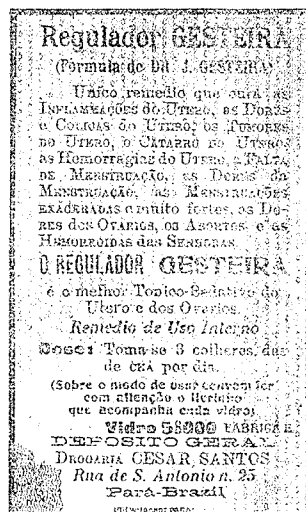 Regulador GESTEIRA
(Formula do Dr. J. GESTEIRA)
Unico remedio que cura as
INFLAMMAÇÕES do UTERO, as DORES
e COLICAS do UTERO, os TUMORES
DO UTERO, o CATARRO do UTERO,
as Hemorragias do Utero, a FALTA
DE MENSTRUAÇÃO, as DORES da
MENSTRUAÇÃO, as MENSTRUAÇÕES
EXAGERADAS e muito fortes, as Do-
res dos OVARIOS, os ABORTOS e as
HEMORROIDAS das SENHORAS.
O REGULADOR GESTEIRA
é o melhor Tonico-Sedativo do
Utero e dos Ovarios.
Remedio de Uso Interno
Dose: Toma-se 3 colheres, das
de CHÁ por dia.
(Sobre o modo de usar convem ler
com attenção o livrinho
que acompanha cada vidro)
Vidro 5$000
DEPOSITO GERAL
DROGARIA CESAR SANTOS
Rua de S. Antonio n. 25
Pará-Brazil